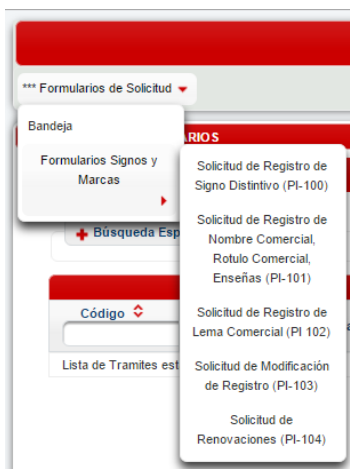 *** Formularios de Solicitud
Bandeja
Formularios Signos y
Marcas
ARIOS
Solicitud de Registro de
Signo Distintivo (PI-100)
Solicitud de Registro de
Nombre Comercial,
Rotulo Comercial,
Enseñas (PI-101)
Solicitud de Registro de
Lema Comercial (PI 102)
Solicitud de Modificación
de Registro (PI-103)
Solicitud de
Renovaciones (PI-104)
Búsqueda Esp
Código
Lista de Tramites est